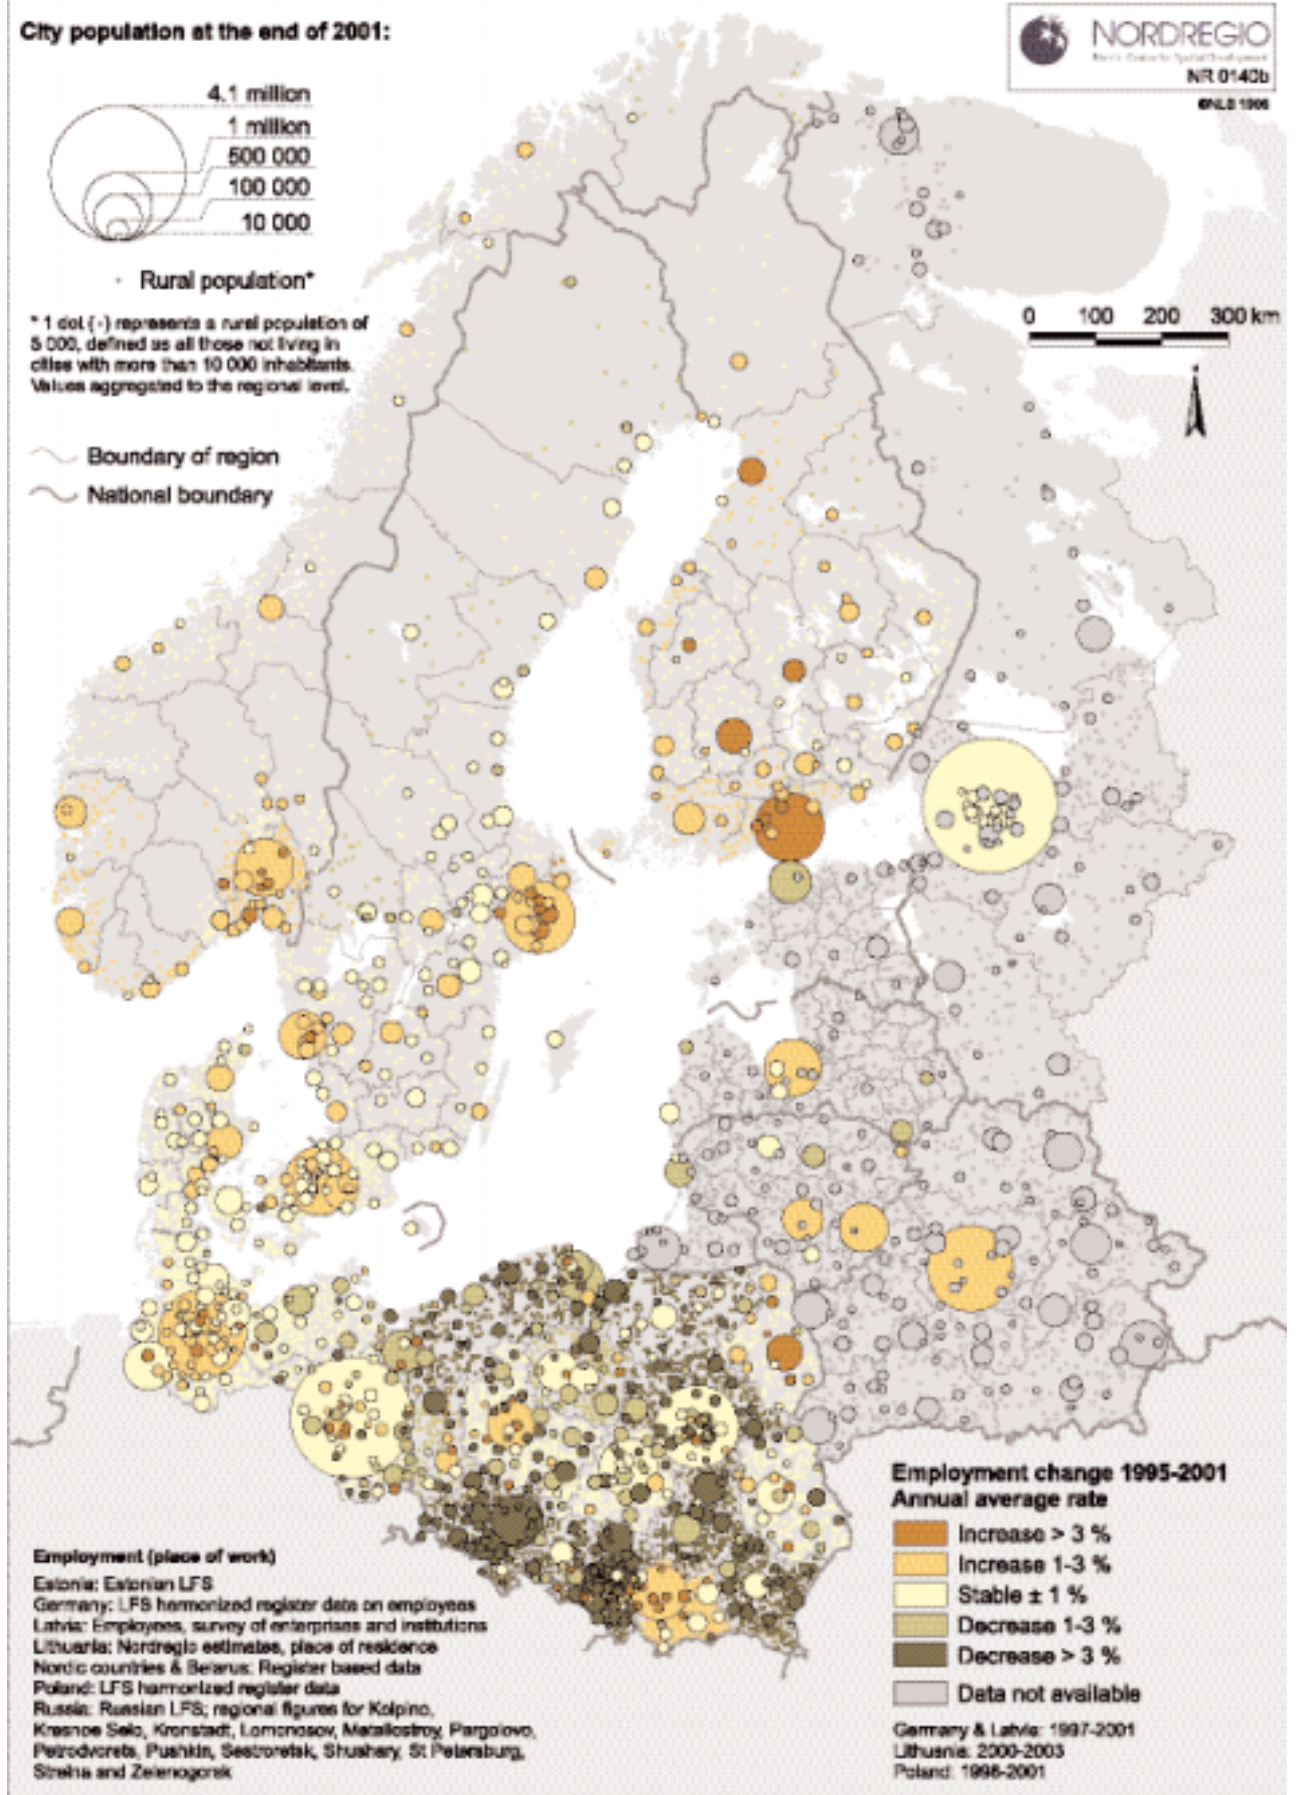 City population at the end of 2001:
4.1 million
1 million
500 000
100 000
10 000
Rural population*
* 1 dot (·) represents a rural population of
5 000, defined as all those not living in
cities with more than 10 000 inhabitants.
Values aggregated to the regional level.
Boundary of region
National boundary
NORDREGIO
Nordic Centre for Spatial Development
NR 0140b
©NLS 1996
0 100 200 300 km
Employment change 1995-2001
Annual average rate
Increase > 3 %
Increase 1-3 %
Stable ± 1 %
Decrease 1-3 %
Decrease > 3 %
Data not available
Germany & Latvia: 1997-2001
Lithuania: 2000-2003
Poland: 1998-2001
Employment (place of work)
Estonia: Estonian LFS
Germany: LFS harmonized register data on employees
Latvia: Employees, survey of enterprises and institutions
Lithuania: Nordregio estimates, place of residence
Nordic countries & Belarus: Register based data
Poland: LFS harmonized register data
Russia: Russian LFS; regional figures for Kolpino,
Krasnoe Selo, Kronstadt, Lomonosov, Metallostroy, Pargolovo,
Petrodvorets, Pushkin, Sestroretsk, Shushary, St Petersburg,
Strelna and Zelenogorsk